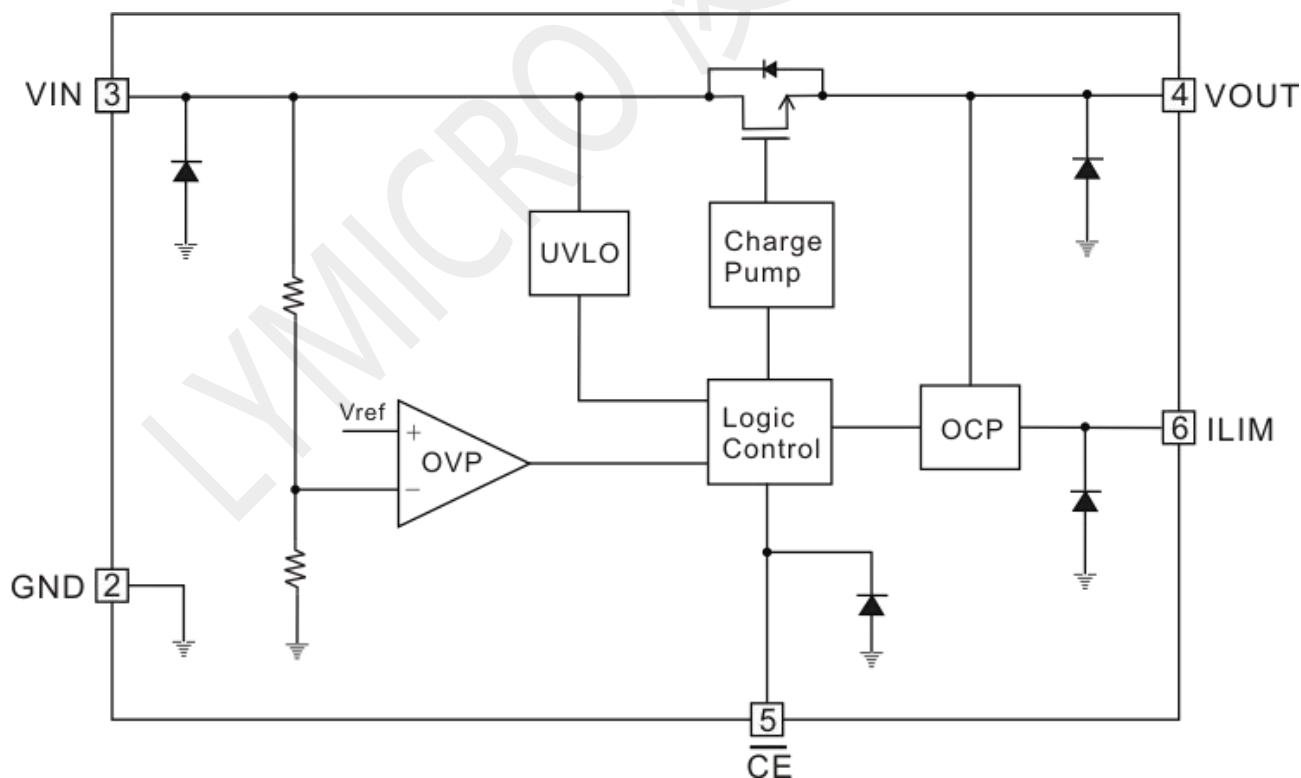 LYMICRO
VIN 3
4 VOUT
UVLO
Charge
Pump
Vref
+
OVP
−
Logic
Control
OCP
6 ILIM
GND 2
5
CE